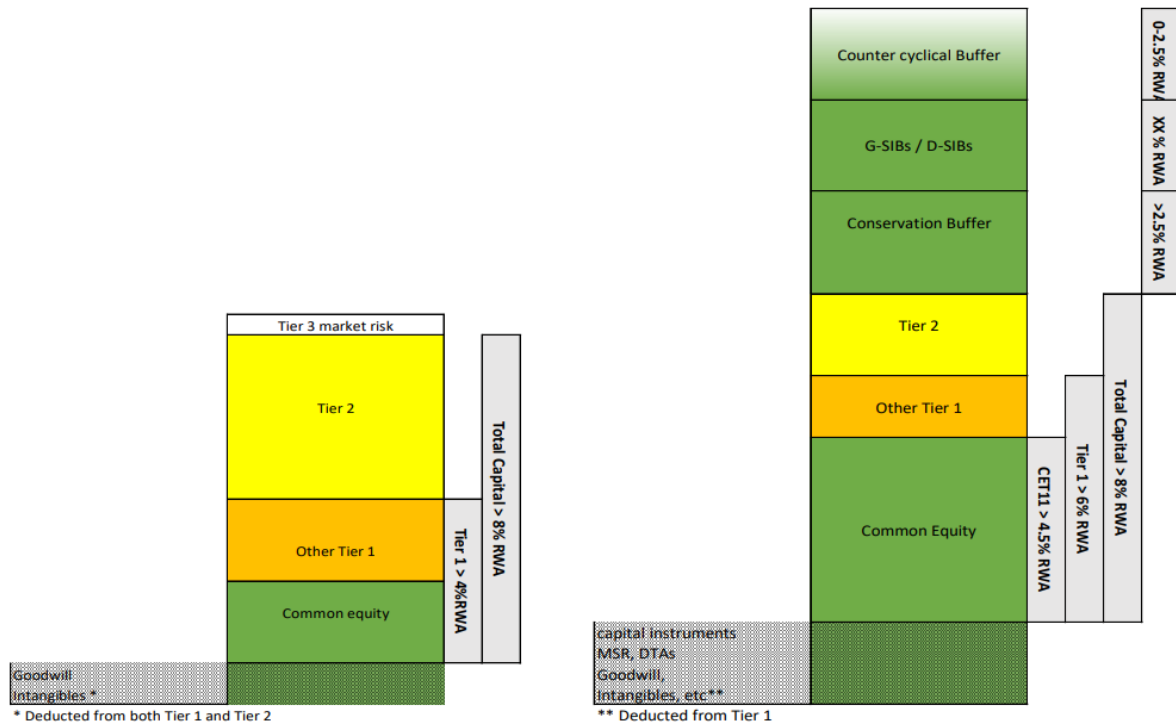 Tier 3 market risk
Tier 2
Other Tier 1
Common equity
Tier 1 > 4%RWA
Total Capital > 8% RWA
Goodwill
Intangibles *
* Deducted from both Tier 1 and Tier 2
Counter cyclical Buffer
G-SIBs / D-SIBs
Conservation Buffer
Tier 2
Other Tier 1
Common Equity
CET11 > 4.5% RWA
Tier 1 > 6% RWA
Total Capital > 8% RWA
0-2.5% RWA
XX % RWA
>2.5% RWA
capital instruments
MSR, DTAs
Goodwill,
Intangibles, etc**
** Deducted from Tier 1